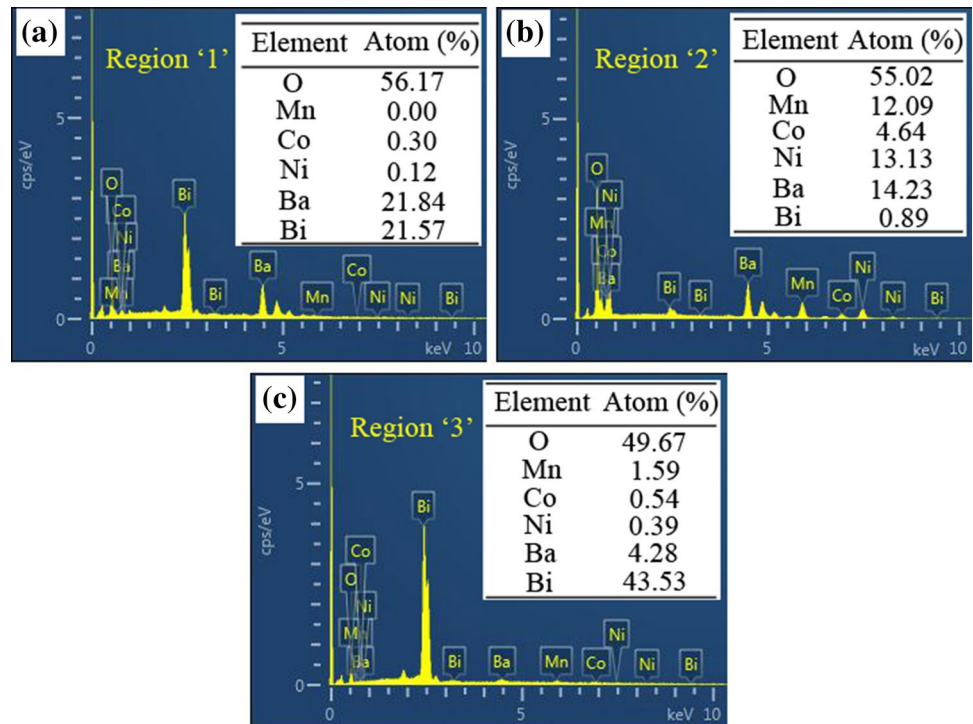 (a)
Region '1'
Element Atom (%)
O 56.17
Mn 0.00
Co 0.30
Ni 0.12
Ba 21.84
Bi 21.57
cps/eV
5
0
O
Co
Ni
Ba
Mn
Bi
Bi
Ba
Mn
Co
Ni
Ni
Bi
0 5 keV 10
(b)
Region '2'
Element Atom (%)
O 55.02
Mn 12.09
Co 4.64
Ni 13.13
Ba 14.23
Bi 0.89
cps/eV
5
0
O
Ni
Mn
Co
Ba
Bi
Bi
Ba
Mn
Co
Ni
Ni
Bi
0 5 keV 10
(c)
Region '3'
Element Atom (%)
O 49.67
Mn 1.59
Co 0.54
Ni 0.39
Ba 4.28
Bi 43.53
cps/eV
5
0
Co
O
Ni
Mn
Ba
Bi
Bi
Ba
Mn
Co
Ni
Ni
Bi
0 5 keV 10